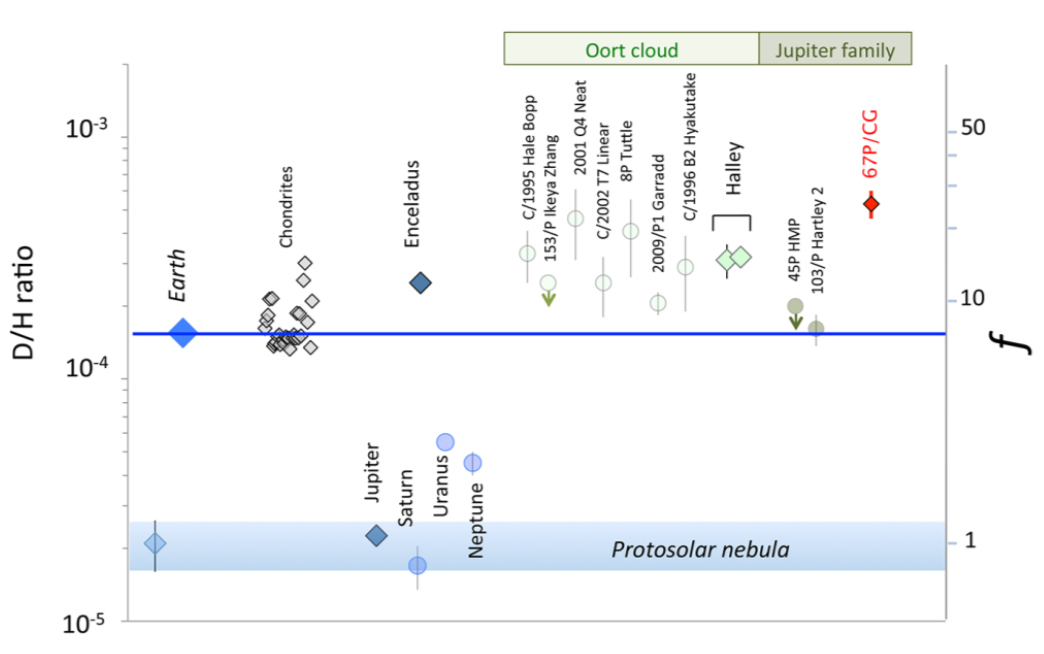 Oort cloud
Jupiter family
D/H ratio
10-3
10-4
10-5
Earth
Chondrites
Enceladus
C/1995 Hale Bopp
153/P Ikeya Zhang
2001 Q4 Neat
C/2002 T7 Linear
8P Tuttle
2009/P1 Garradd
C/1996 B2 Hyakutake
Halley
45P HMP
103/P Hartley 2
67P/CG
Jupiter
Saturn
Uranus
Neptune
Protosolar nebula
50
10
1
f